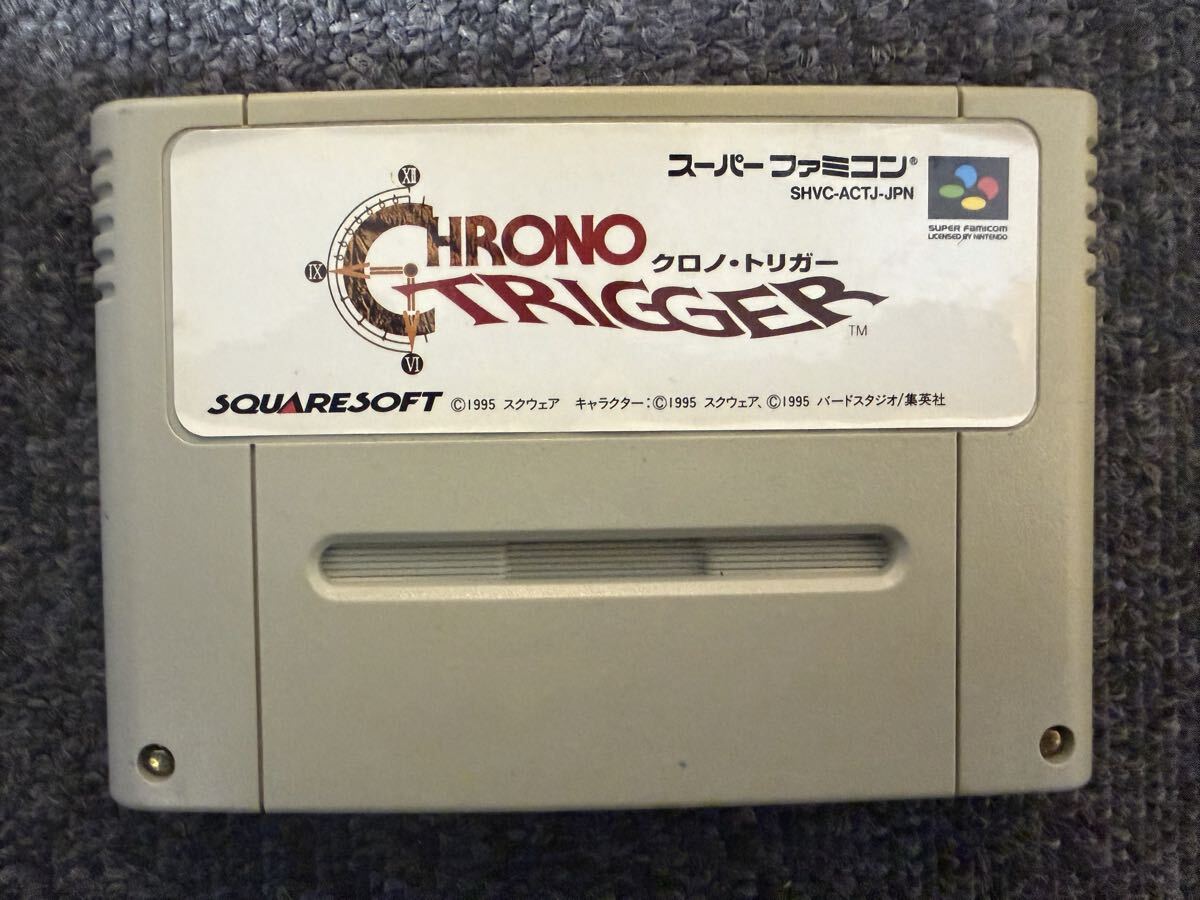 スーパーファミコン®
SHVC-ACTJ-JPN
SUPER FAMICOM
LICENSED BY NINTENDO
XII
IX
VI
CHRONO
クロノ・トリガー
TRIGGER
TM
SQUARESOFT ©1995 スクウェア キャラクター:©1995 スクウェア、©1995 バードスタジオ/集英社